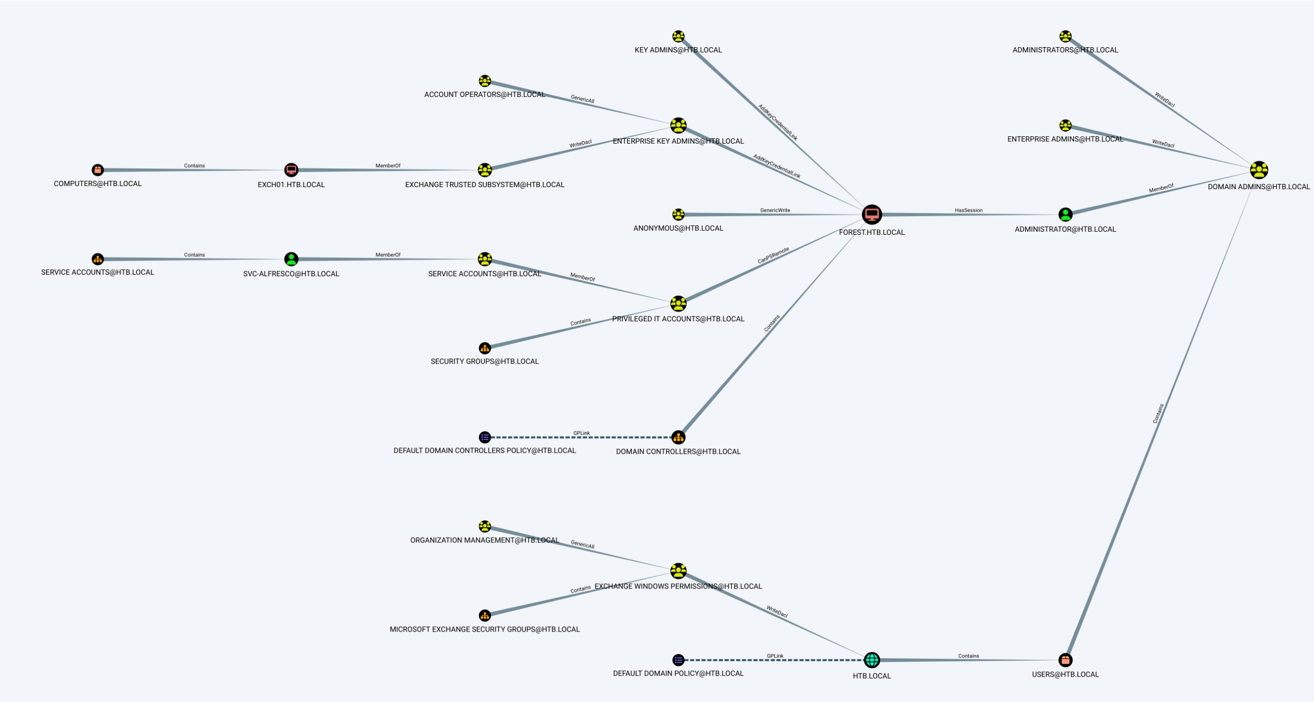 KEY ADMINS@HTB.LOCAL
ADMINISTRATORS@HTB.LOCAL
ACCOUNT OPERATORS@HTB.LOCAL
GenericAll
AddKeyCredentialLink
WriteDacl
ENTERPRISE KEY ADMINS@HTB.LOCAL
ENTERPRISE ADMINS@HTB.LOCAL
WriteDacl
WriteDacl
Contains
MemberOf
AddKeyCredentialLink
COMPUTERS@HTB.LOCAL
EXCH01.HTB.LOCAL
EXCHANGE TRUSTED SUBSYSTEM@HTB.LOCAL
MemberOf
DOMAIN ADMINS@HTB.LOCAL
GenericWrite
HasSession
ANONYMOUS@HTB.LOCAL
FOREST.HTB.LOCAL
ADMINISTRATOR@HTB.LOCAL
Contains
MemberOf
CanPSRemote
SERVICE ACCOUNTS@HTB.LOCAL
SVC-ALFRESCO@HTB.LOCAL
SERVICE ACCOUNTS@HTB.LOCAL
MemberOf
PRIVILEGED IT ACCOUNTS@HTB.LOCAL
Contains
Contains
SECURITY GROUPS@HTB.LOCAL
Contains
GPLink
DEFAULT DOMAIN CONTROLLERS POLICY@HTB.LOCAL
DOMAIN CONTROLLERS@HTB.LOCAL
ORGANIZATION MANAGEMENT@HTB.LOCAL
GenericAll
EXCHANGE WINDOWS PERMISSIONS@HTB.LOCAL
Contains
WriteDacl
MICROSOFT EXCHANGE SECURITY GROUPS@HTB.LOCAL
GPLink
Contains
DEFAULT DOMAIN POLICY@HTB.LOCAL
HTB.LOCAL
USERS@HTB.LOCAL